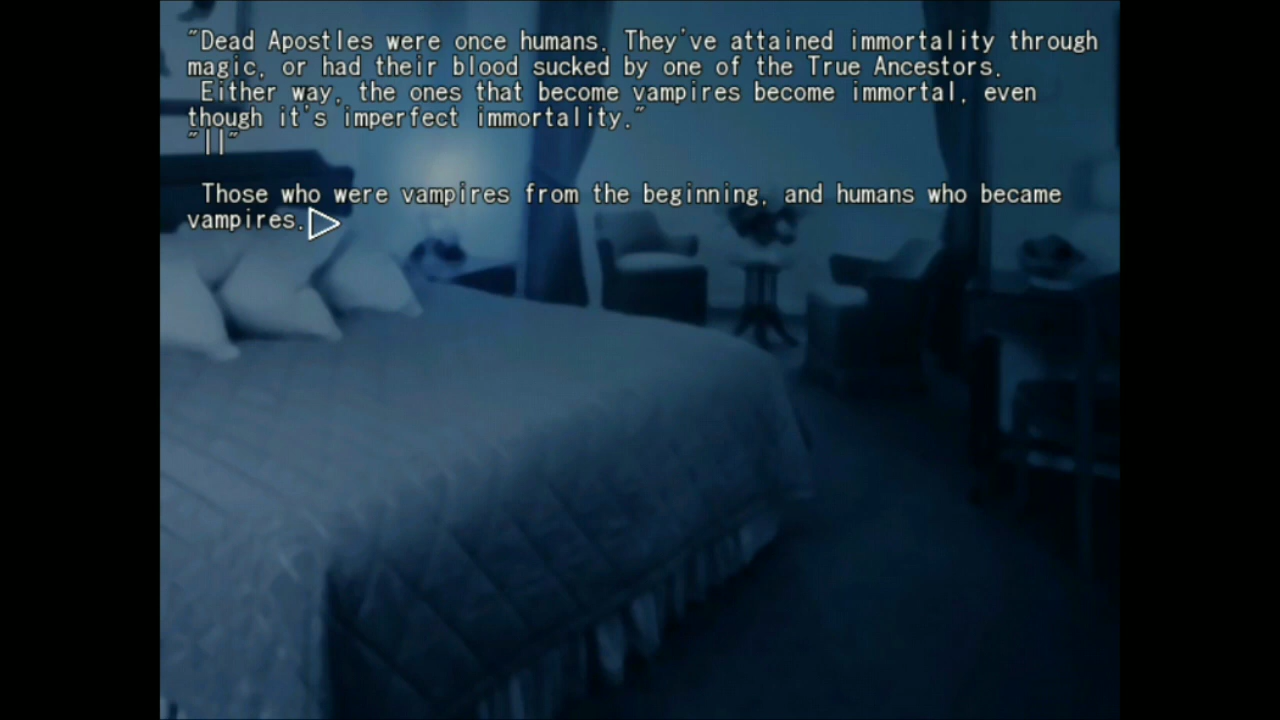 "Dead Apostles were once humans. They've attained immortality through
magic, or had their blood sucked by one of the True Ancestors.
Either way, the ones that become vampires become immortal, even
though it's imperfect immortality."
"||"
Those who were vampires from the beginning, and humans who became
vampires.